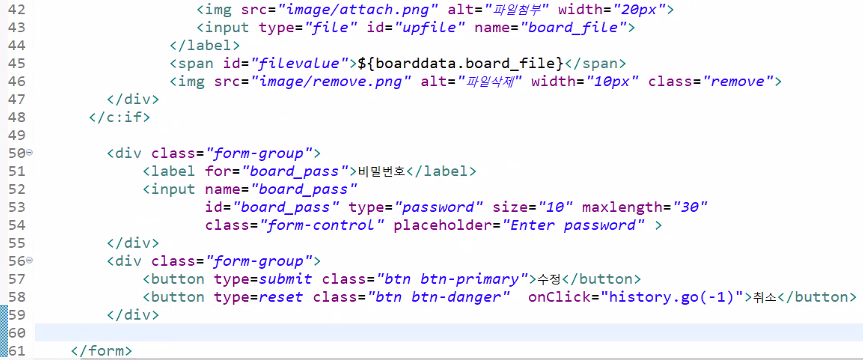 42 <img src="image/attach.png" alt="파일첨부" width="20px">
43 <input type="file" id="upfile" name="board_file">
44 </label>
45 <span id="filevalue">${boarddata.board_file}</span>
46 <img src="image/remove.png" alt="파일삭제" width="10px" class="remove">
47 </div>
48 </c:if>
49
50 <div class="form-group">
51 <label for="board_pass">비밀번호</label>
52 <input name="board_pass"
53 id="board_pass" type="password" size="10" maxlength="30"
54 class="form-control" placeholder="Enter password" >
55 </div>
56 <div class="form-group">
57 <button type=submit class="btn btn-primary">수정</button>
58 <button type=reset class="btn btn-danger"  onClick="history.go(-1)">취소</button>
59 </div>
60
61 </form>